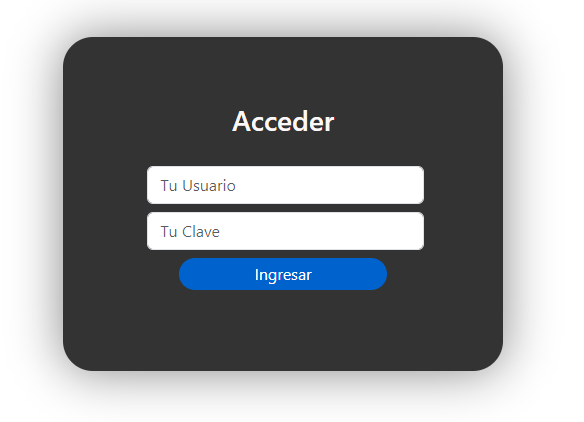 Acceder
Tu Usuario
Tu Clave
Ingresar